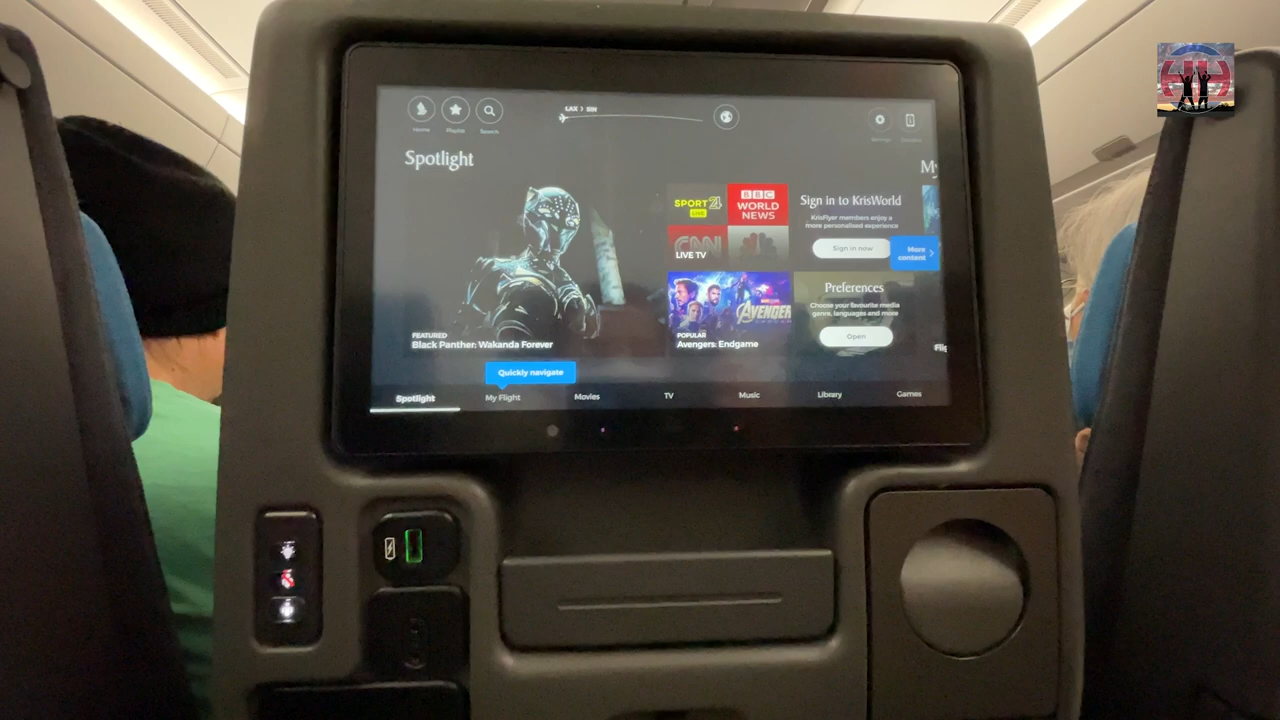 LAX > SIN
Home
Playlist
Search
Settings
Spotlight
My
SPORT 24
LIVE
BBC
WORLD
NEWS
CNN
LIVE TV
Sign in to KrisWorld
KrisFlyer members enjoy a
more personalised experience
Sign in now
More
content
FEATURED
Black Panther: Wakanda Forever
AVENGERS
POPULAR
Avengers: Endgame
Preferences
Choose your favourite media
genre, languages and more
Open
Quickly navigate
Spotlight
My Flight
Movies
TV
Music
Library
Games